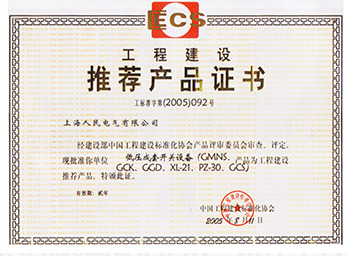 ECS
工程建设
推荐产品证书
工标荐字第(2005)092号
上海人民电气有限公司
经建设部中国工程建设标准化协会产品评审委员会审查、评定,
现批准你单位 低压成套开关设备(GMNS、产品为工程建设
GCK、GGD、XL-21、PZ-30、GCS)
推荐产品，特颁此证。
有效期：贰年
中国工程建设标准化协会
2005年8月11日